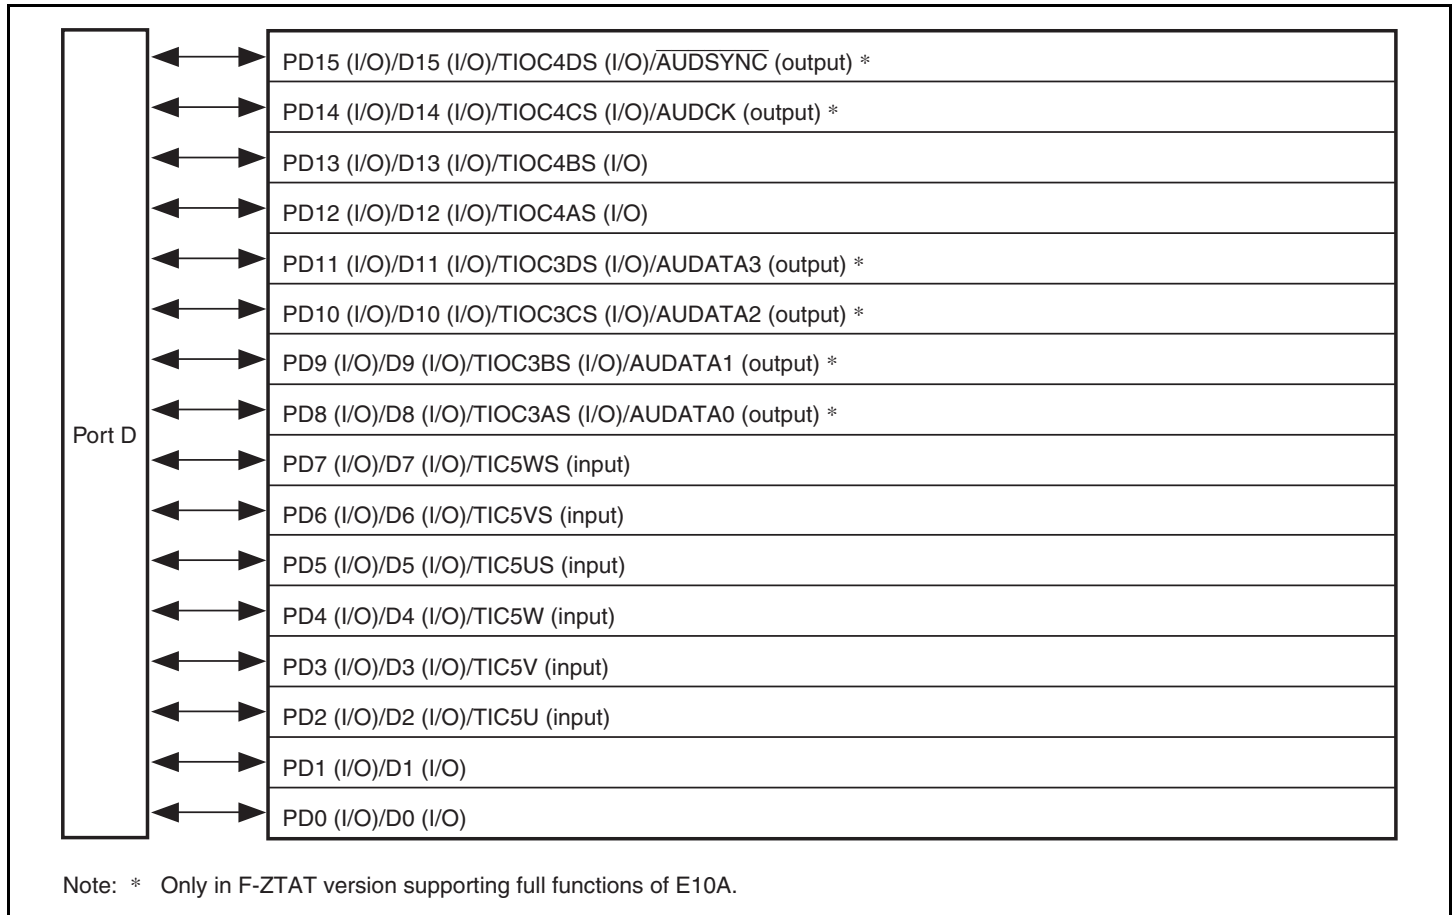 Port D
PD15 (I/O)/D15 (I/O)/TIOC4DS (I/O)/AUDSYNC (output) *
PD14 (I/O)/D14 (I/O)/TIOC4CS (I/O)/AUDCK (output) *
PD13 (I/O)/D13 (I/O)/TIOC4BS (I/O)
PD12 (I/O)/D12 (I/O)/TIOC4AS (I/O)
PD11 (I/O)/D11 (I/O)/TIOC3DS (I/O)/AUDATA3 (output) *
PD10 (I/O)/D10 (I/O)/TIOC3CS (I/O)/AUDATA2 (output) *
PD9 (I/O)/D9 (I/O)/TIOC3BS (I/O)/AUDATA1 (output) *
PD8 (I/O)/D8 (I/O)/TIOC3AS (I/O)/AUDATA0 (output) *
PD7 (I/O)/D7 (I/O)/TIC5WS (input)
PD6 (I/O)/D6 (I/O)/TIC5VS (input)
PD5 (I/O)/D5 (I/O)/TIC5US (input)
PD4 (I/O)/D4 (I/O)/TIC5W (input)
PD3 (I/O)/D3 (I/O)/TIC5V (input)
PD2 (I/O)/D2 (I/O)/TIC5U (input)
PD1 (I/O)/D1 (I/O)
PD0 (I/O)/D0 (I/O)
Note: * Only in F-ZTAT version supporting full functions of E10A.